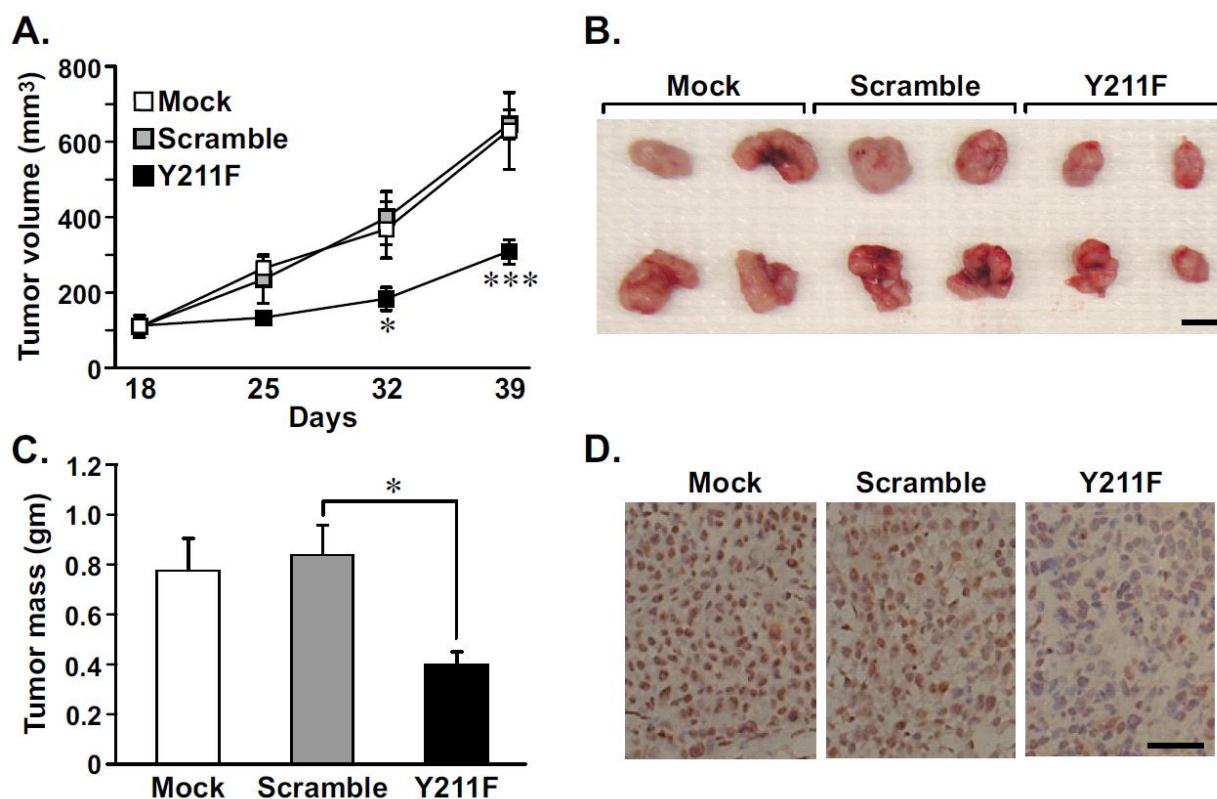 A.
Tumor volume (mm³)
800
600
400
200
0
Mock
Scramble
Y211F
*
***
18 25 32 39
Days
B.
Mock Scramble Y211F
C.
Tumor mass (gm)
1.2
1.0
0.8
0.6
0.4
0.2
0
*
Mock Scramble Y211F
D.
Mock Scramble Y211F